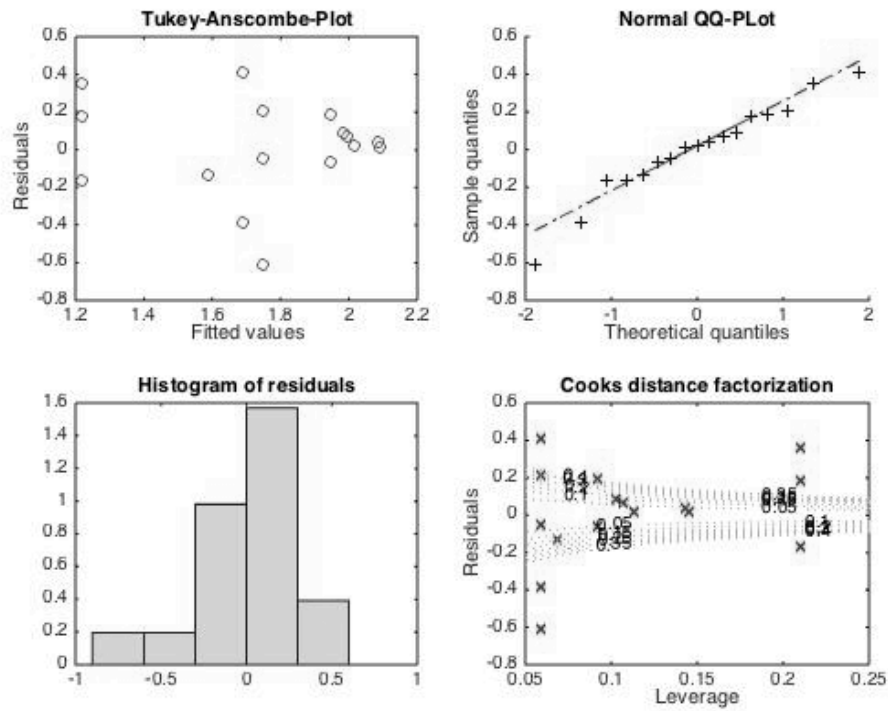 Tukey-Anscombe-Plot
0.6
0.4
0.2
0
-0.2
-0.4
-0.6
-0.8
Residuals
1.2 1.4 1.6 1.8 2 2.2
Fitted values
Normal QQ-PLot
0.6
0.4
0.2
0
-0.2
-0.4
-0.6
-0.8
Sample quantiles
-2 -1 0 1 2
Theoretical quantiles
Histogram of residuals
1.6
1.4
1.2
1
0.8
0.6
0.4
0.2
0
-1 -0.5 0 0.5 1
Cooks distance factorization
0.6
0.4
0.2
0
-0.2
-0.4
-0.6
-0.8
Residuals
0.05
0.05
0.1
0.05 0.1 0.15 0.2 0.25
Leverage